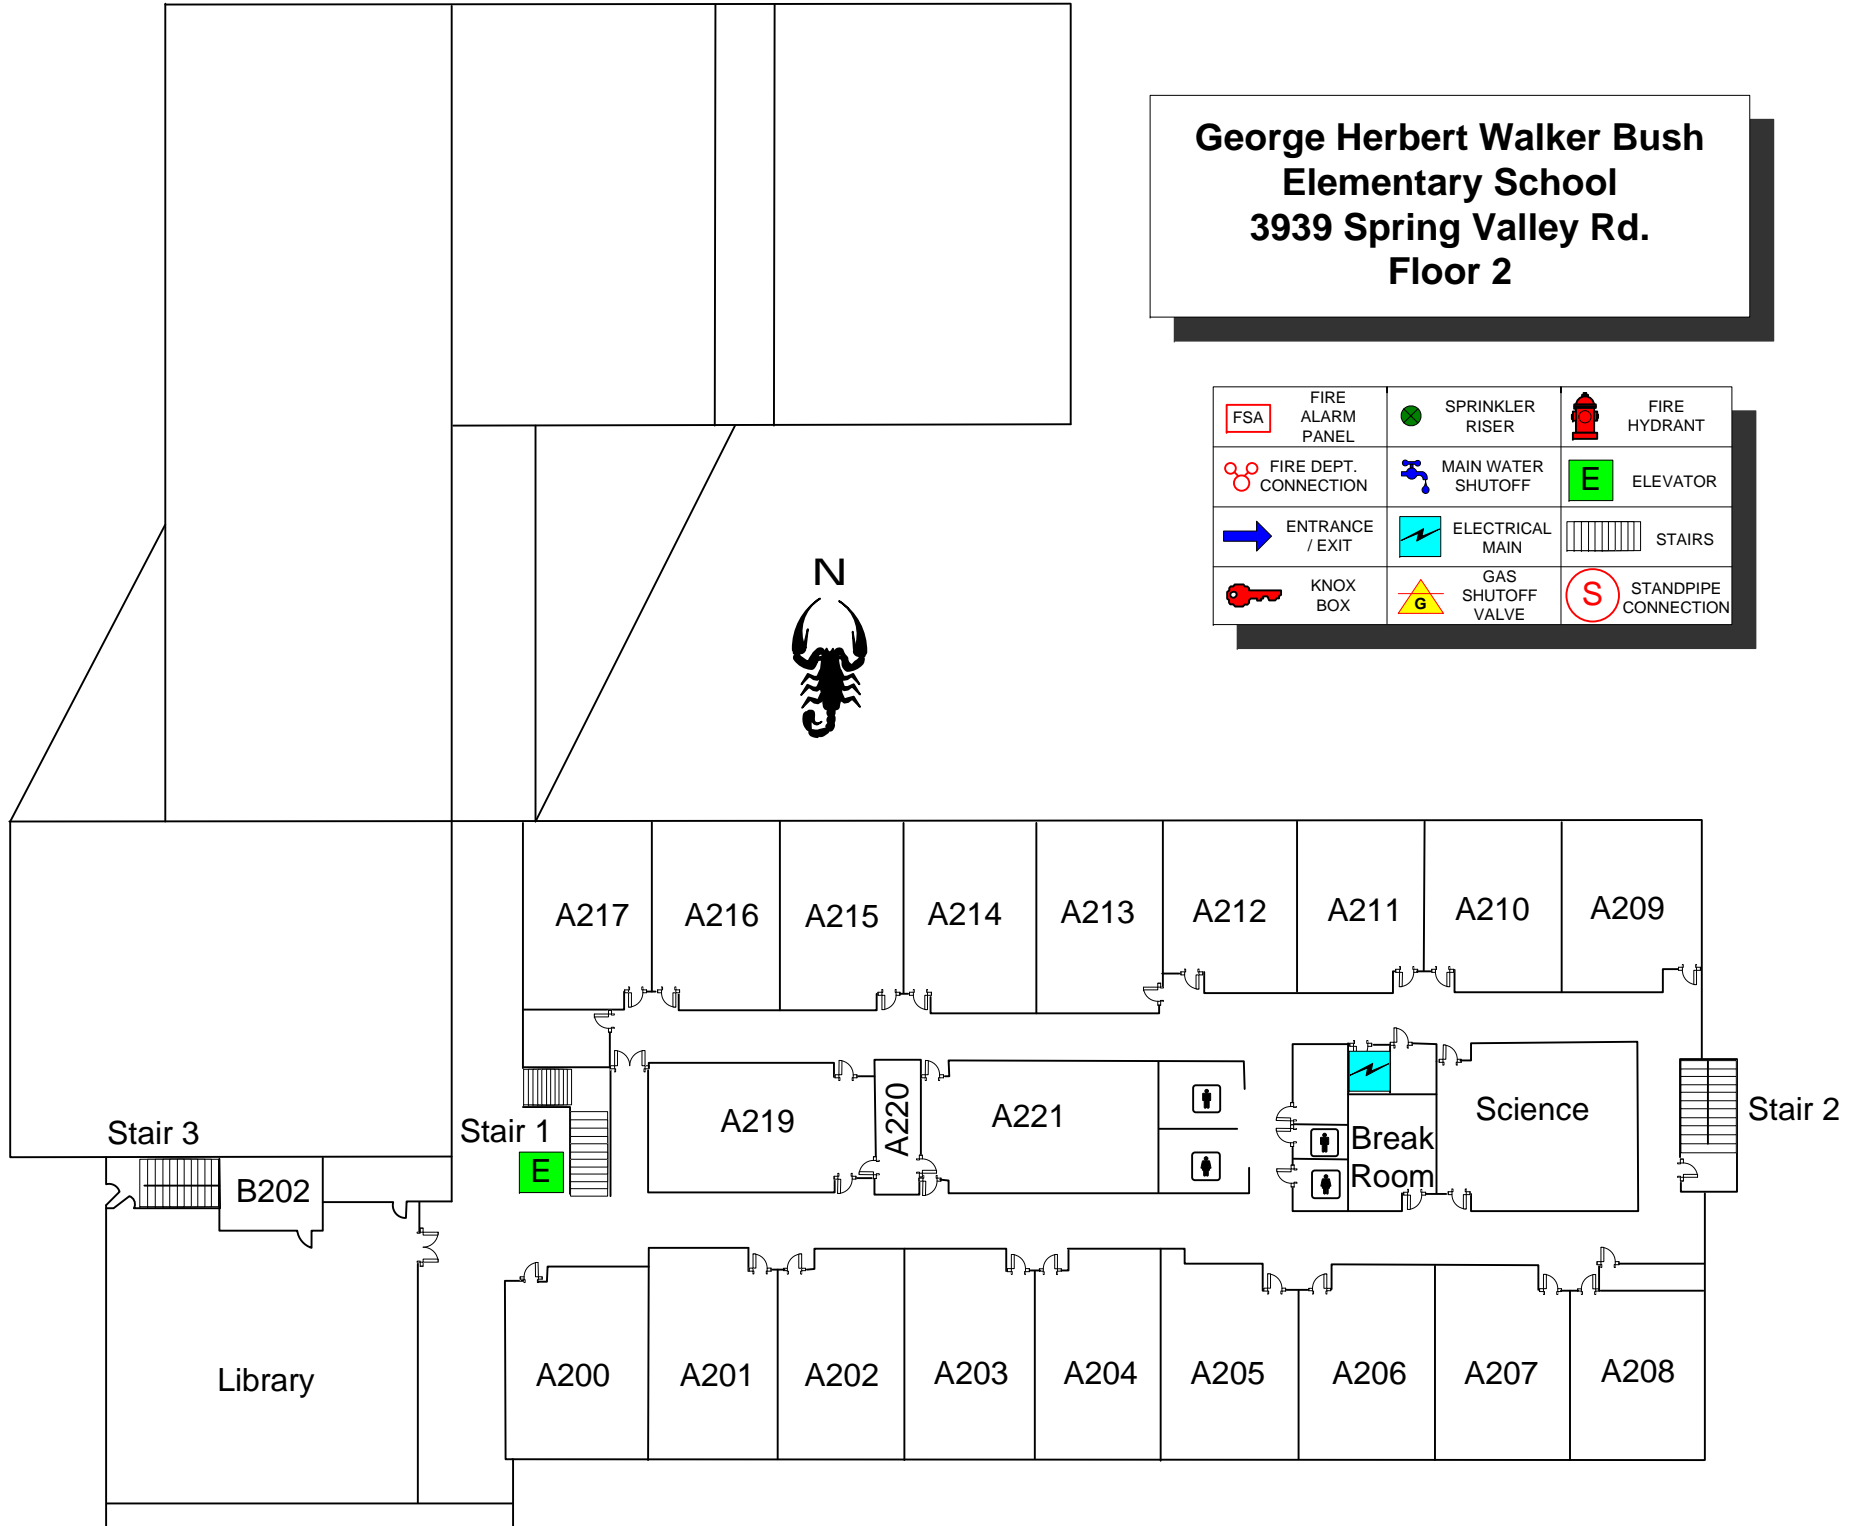 George Herbert Walker Bush
Elementary School
3939 Spring Valley Rd.
Floor 2
FSA
FIRE
ALARM
PANEL
SPRINKLER
RISER
FIRE
HYDRANT
FIRE DEPT.
CONNECTION
MAIN WATER
SHUTOFF
E
ELEVATOR
ENTRANCE
/ EXIT
ELECTRICAL
MAIN
STAIRS
KNOX
BOX
G
GAS
SHUTOFF
VALVE
S
STANDPIPE
CONNECTION
N
A217
A216
A215
A214
A213
A212
A211
A210
A209
Stair 3
Stair 1
E
B202
A219
A220
A221
Break
Room
Science
Stair 2
Library
A200
A201
A202
A203
A204
A205
A206
A207
A208